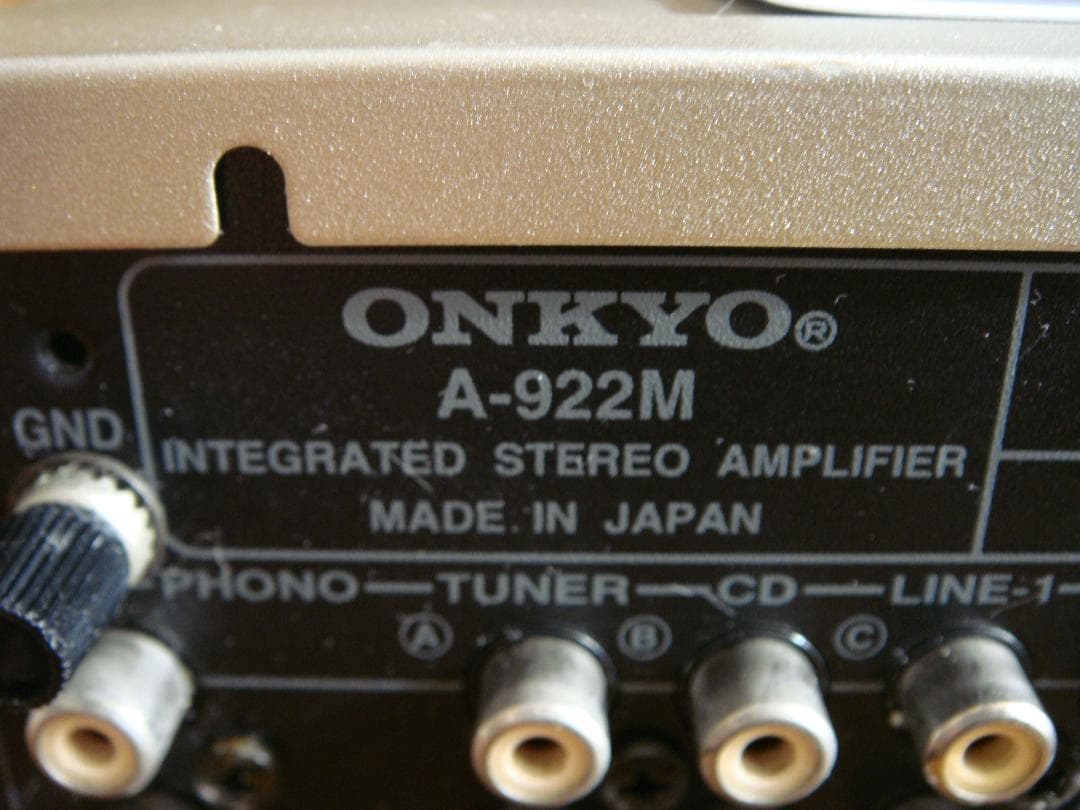 ONKYO®
A-922M
GND
INTEGRATED STEREO AMPLIFIER
MADE IN JAPAN
PHONO TUNER CD LINE-1
A B C